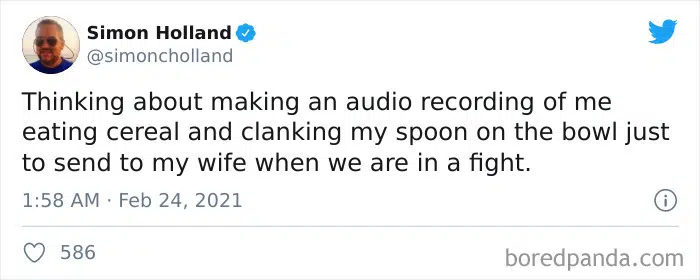 Simon Holland
@simoncholland
Thinking about making an audio recording of me
eating cereal and clanking my spoon on the bowl just
to send to my wife when we are in a fight.
1:58 AM · Feb 24, 2021
586
boredpanda.com